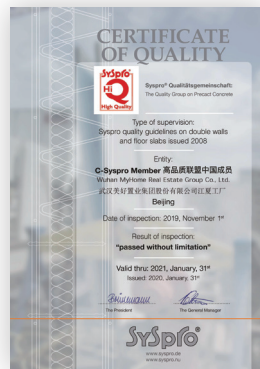 CERTIFICATE
OF QUALITY
SySpro®
Hi Q
High Quality
Syspro® Qualitätsgemeinschaft:
The Quality Group on Precast Concrete
Type of supervision:
Syspro quality guidelines on double walls
and floor slabs issued 2008
Entity:
C-Syspro Member 高品质联盟中国成员
Wuhan MyHome Real Estate Group Co., Ltd.
武汉美好置业集团股份有限公司江夏工厂
Beijing
Date of inspection: 2019, November 1st
Result of inspection:
"passed without limitation"
Valid thru: 2021, January, 31st
Issued: 2020, January, 31st
The President
The General Manager
SySpro®
www.syspro.de
www.syspro.ru